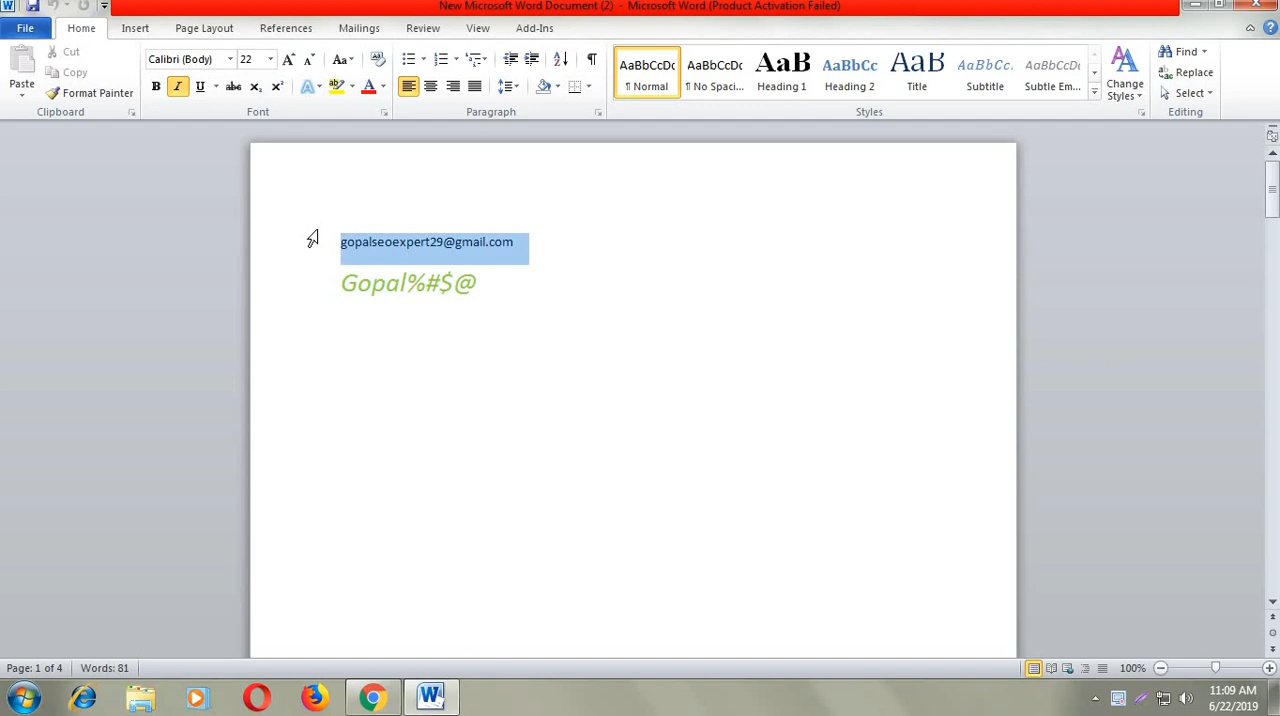 New Microsoft Word Document (2) - Microsoft Word (Product Activation Failed)
File Home Insert Page Layout References Mailings Review View Add-Ins
Cut
Copy
Format Painter
Paste
Clipboard
Calibri (Body) 22
Font
Paragraph
AaBbCcDc AaBbCcDc AaB AaBbCc AaB AaBbCc. AaBbCcDc
¶ Normal ¶ No Spaci... Heading 1 Heading 2 Title Subtitle Subtle Em...
Change
Styles
Styles
Find
Replace
Select
Editing
gopalseoexpert29@gmail.com
Gopal%#$@
Page: 1 of 4 Words: 81
100%
11:09 AM
6/22/2019